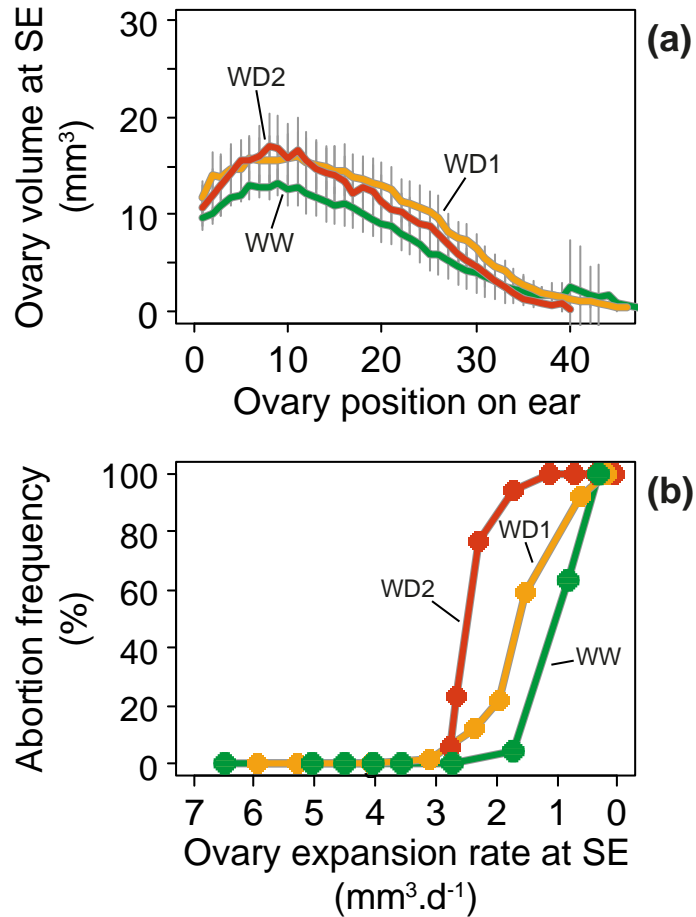 (a)
Ovary volume at SE
(mm³)
30
20
10
0
WD2
WD1
WW
0 10 20 30 40
Ovary position on ear
(b)
Abortion frequency
(%)
100
80
60
40
20
0
WD1
WD2
WW
7 6 5 4 3 2 1 0
Ovary expansion rate at SE
(mm³.d⁻¹)